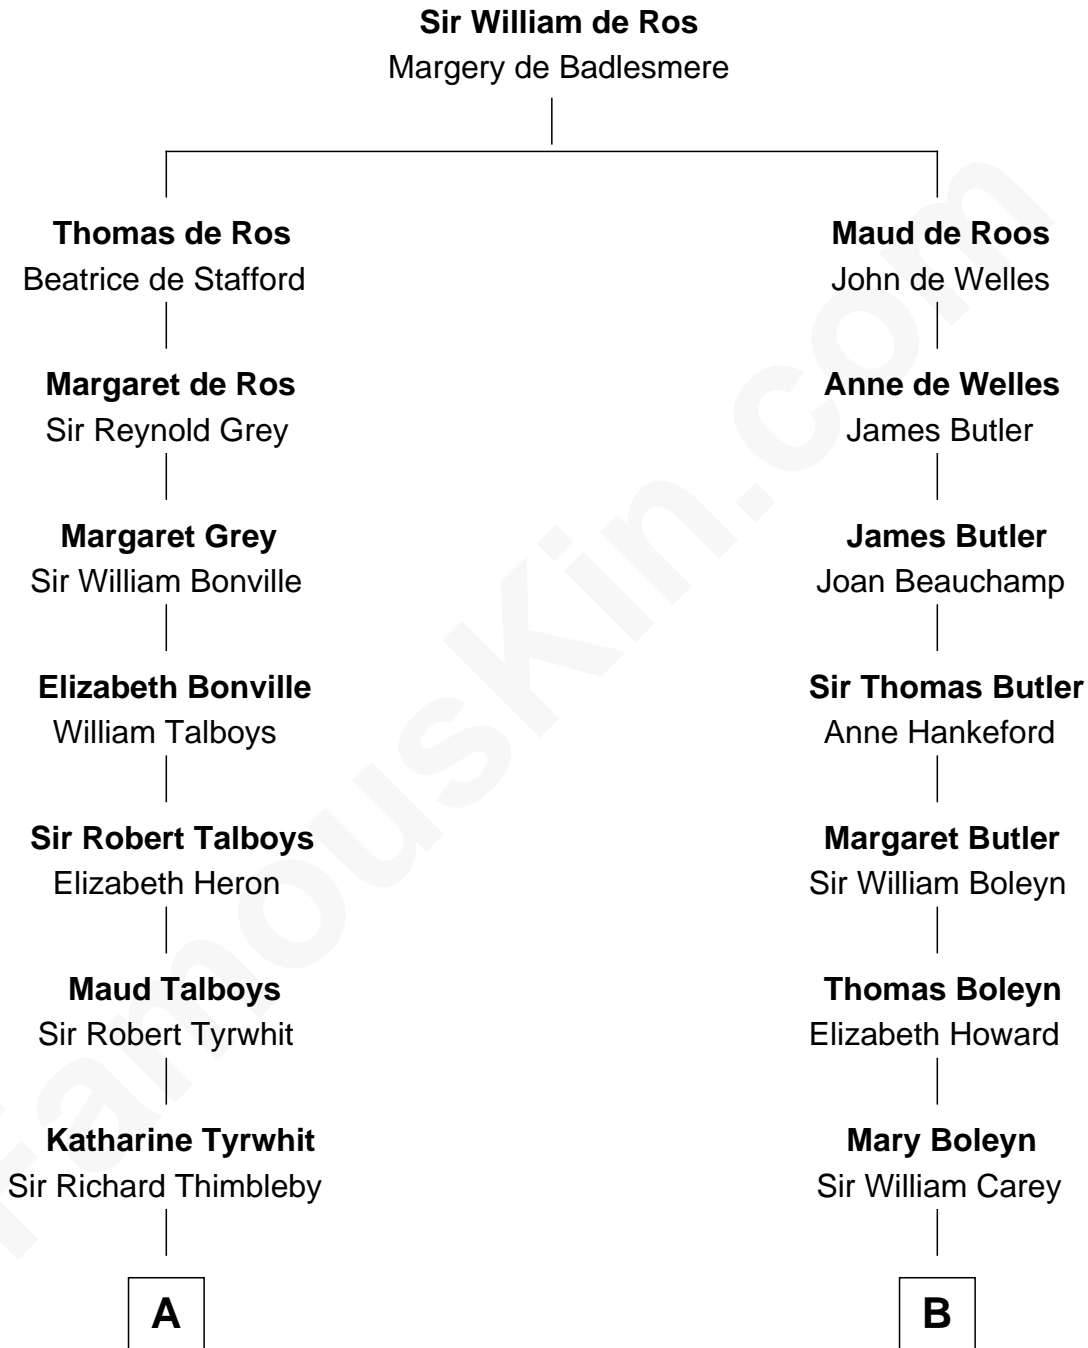 Sir William de Ros
Margery de Badlesmere
Thomas de Ros
Beatrice de Stafford
Maud de Roos
John de Welles
Margaret de Ros
Sir Reynold Grey
Anne de Welles
James Butler
Margaret Grey
Sir William Bonville
James Butler
Joan Beauchamp
Elizabeth Bonville
William Talboys
Sir Thomas Butler
Anne Hankeford
Sir Robert Talboys
Elizabeth Heron
Margaret Butler
Sir William Boleyn
Maud Talboys
Sir Robert Tyrwhit
Thomas Boleyn
Elizabeth Howard
Katharine Tyrwhit
Sir Richard Thimbleby
Mary Boleyn
Sir William Carey
A
B
FamousKin.com